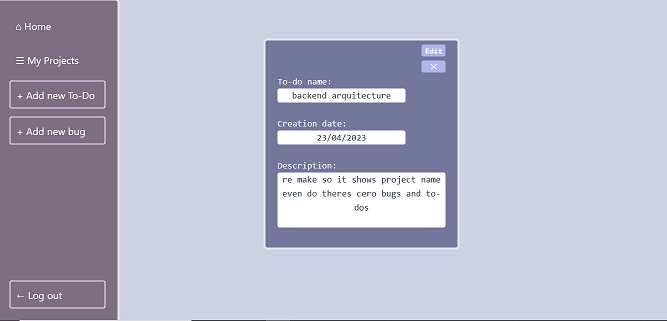 ⌂ Home
☰ My Projects
+ Add new To-Do
+ Add new bug
← Log out
Edit
✕
To-do name:
backend arquitecture
Creation date:
23/04/2023
Description:
re make so it shows project name
even do theres cero bugs and to-
dos